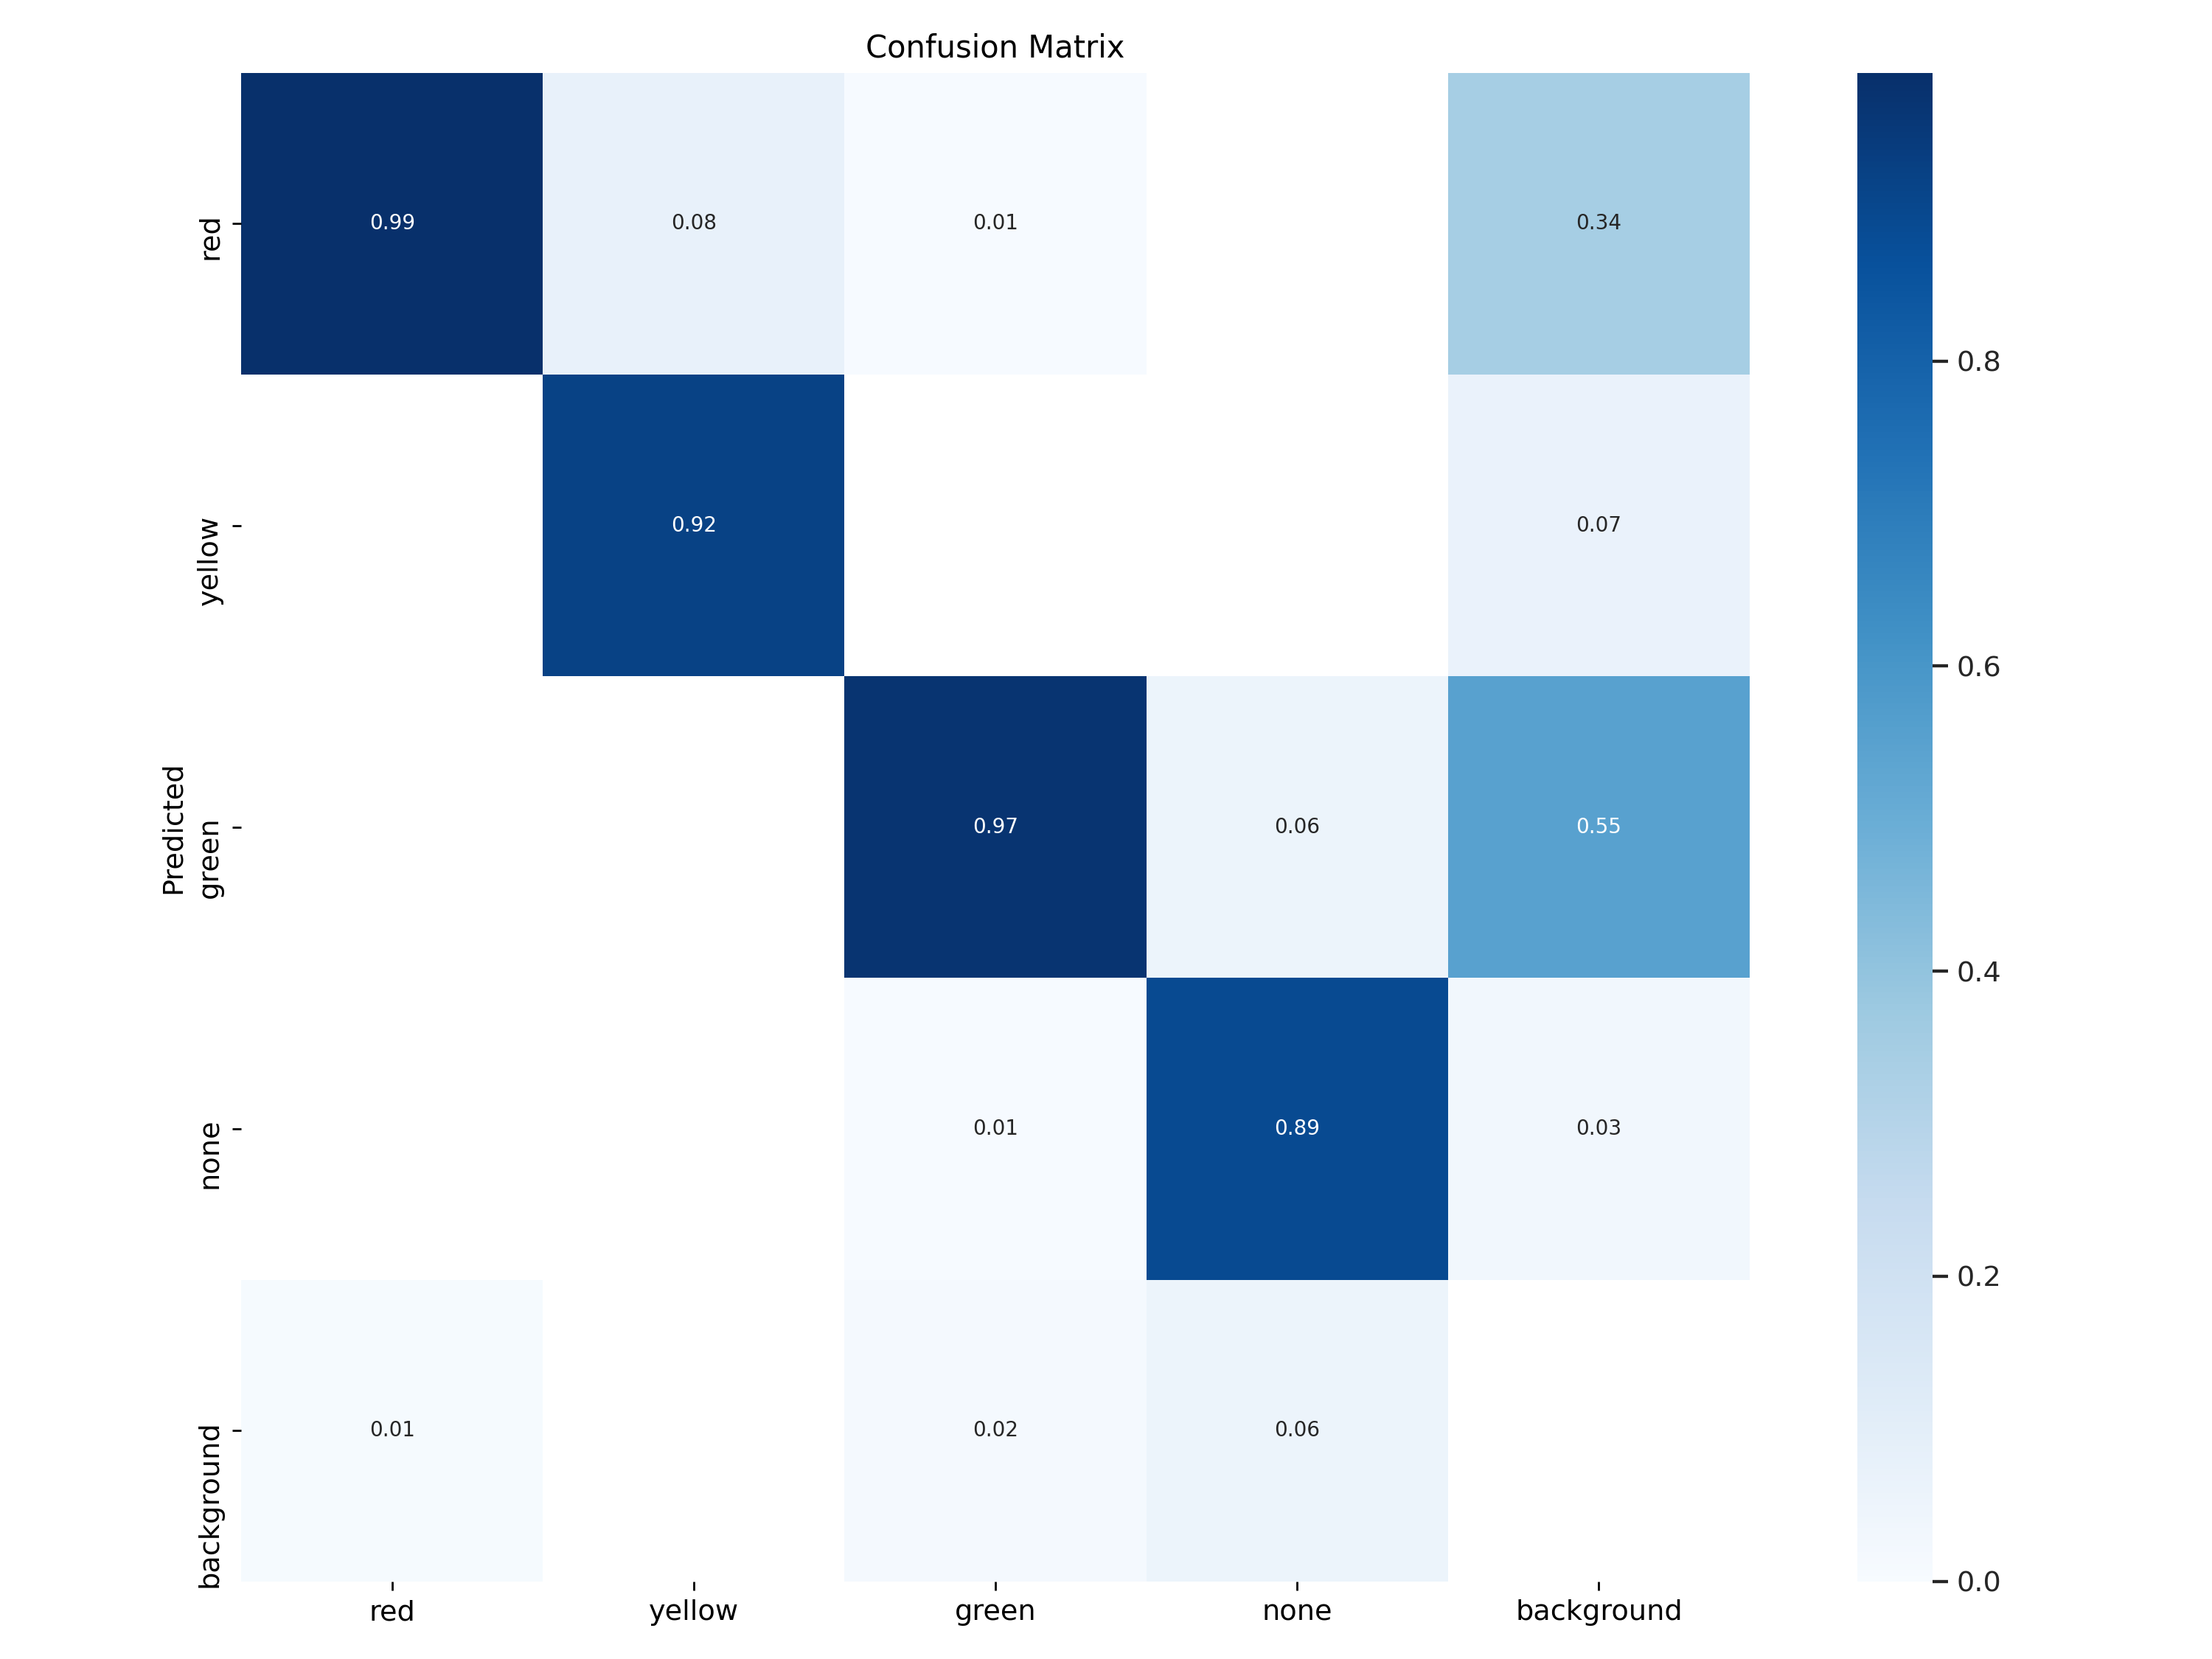 Confusion Matrix
red
0.99
0.08
0.01
0.34
0.8
yellow
0.92
0.07
0.6
Predicted
green
0.97
0.06
0.55
0.4
none
0.01
0.89
0.03
0.2
background
0.01
0.02
0.06
0.0
red
yellow
green
none
background